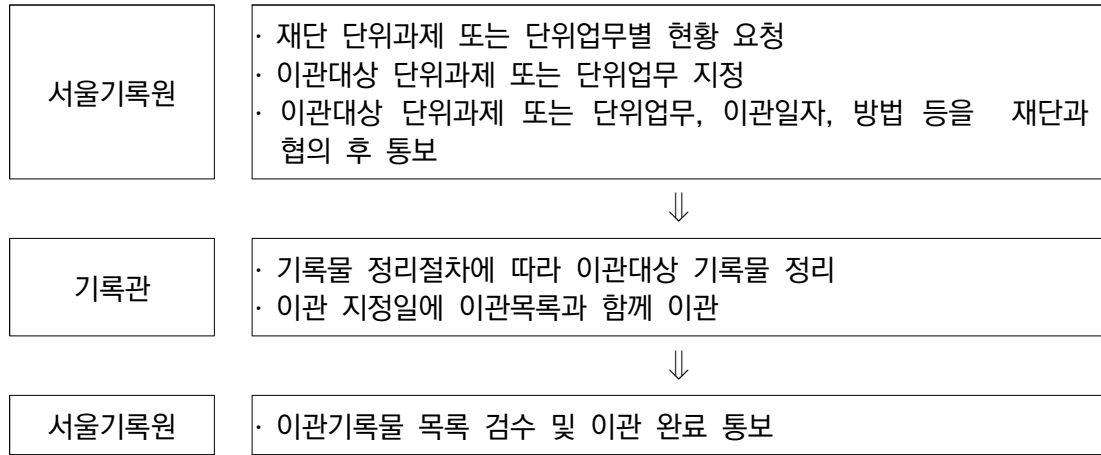 서울기록원
· 재단 단위과제 또는 단위업무별 현황 요청
· 이관대상 단위과제 또는 단위업무 지정
· 이관대상 단위과제 또는 단위업무, 이관일자, 방법 등을 재단과
협의 후 통보
⇓
기록관
· 기록물 정리절차에 따라 이관대상 기록물 정리
· 이관 지정일에 이관목록과 함께 이관
⇓
서울기록원
· 이관기록물 목록 검수 및 이관 완료 통보